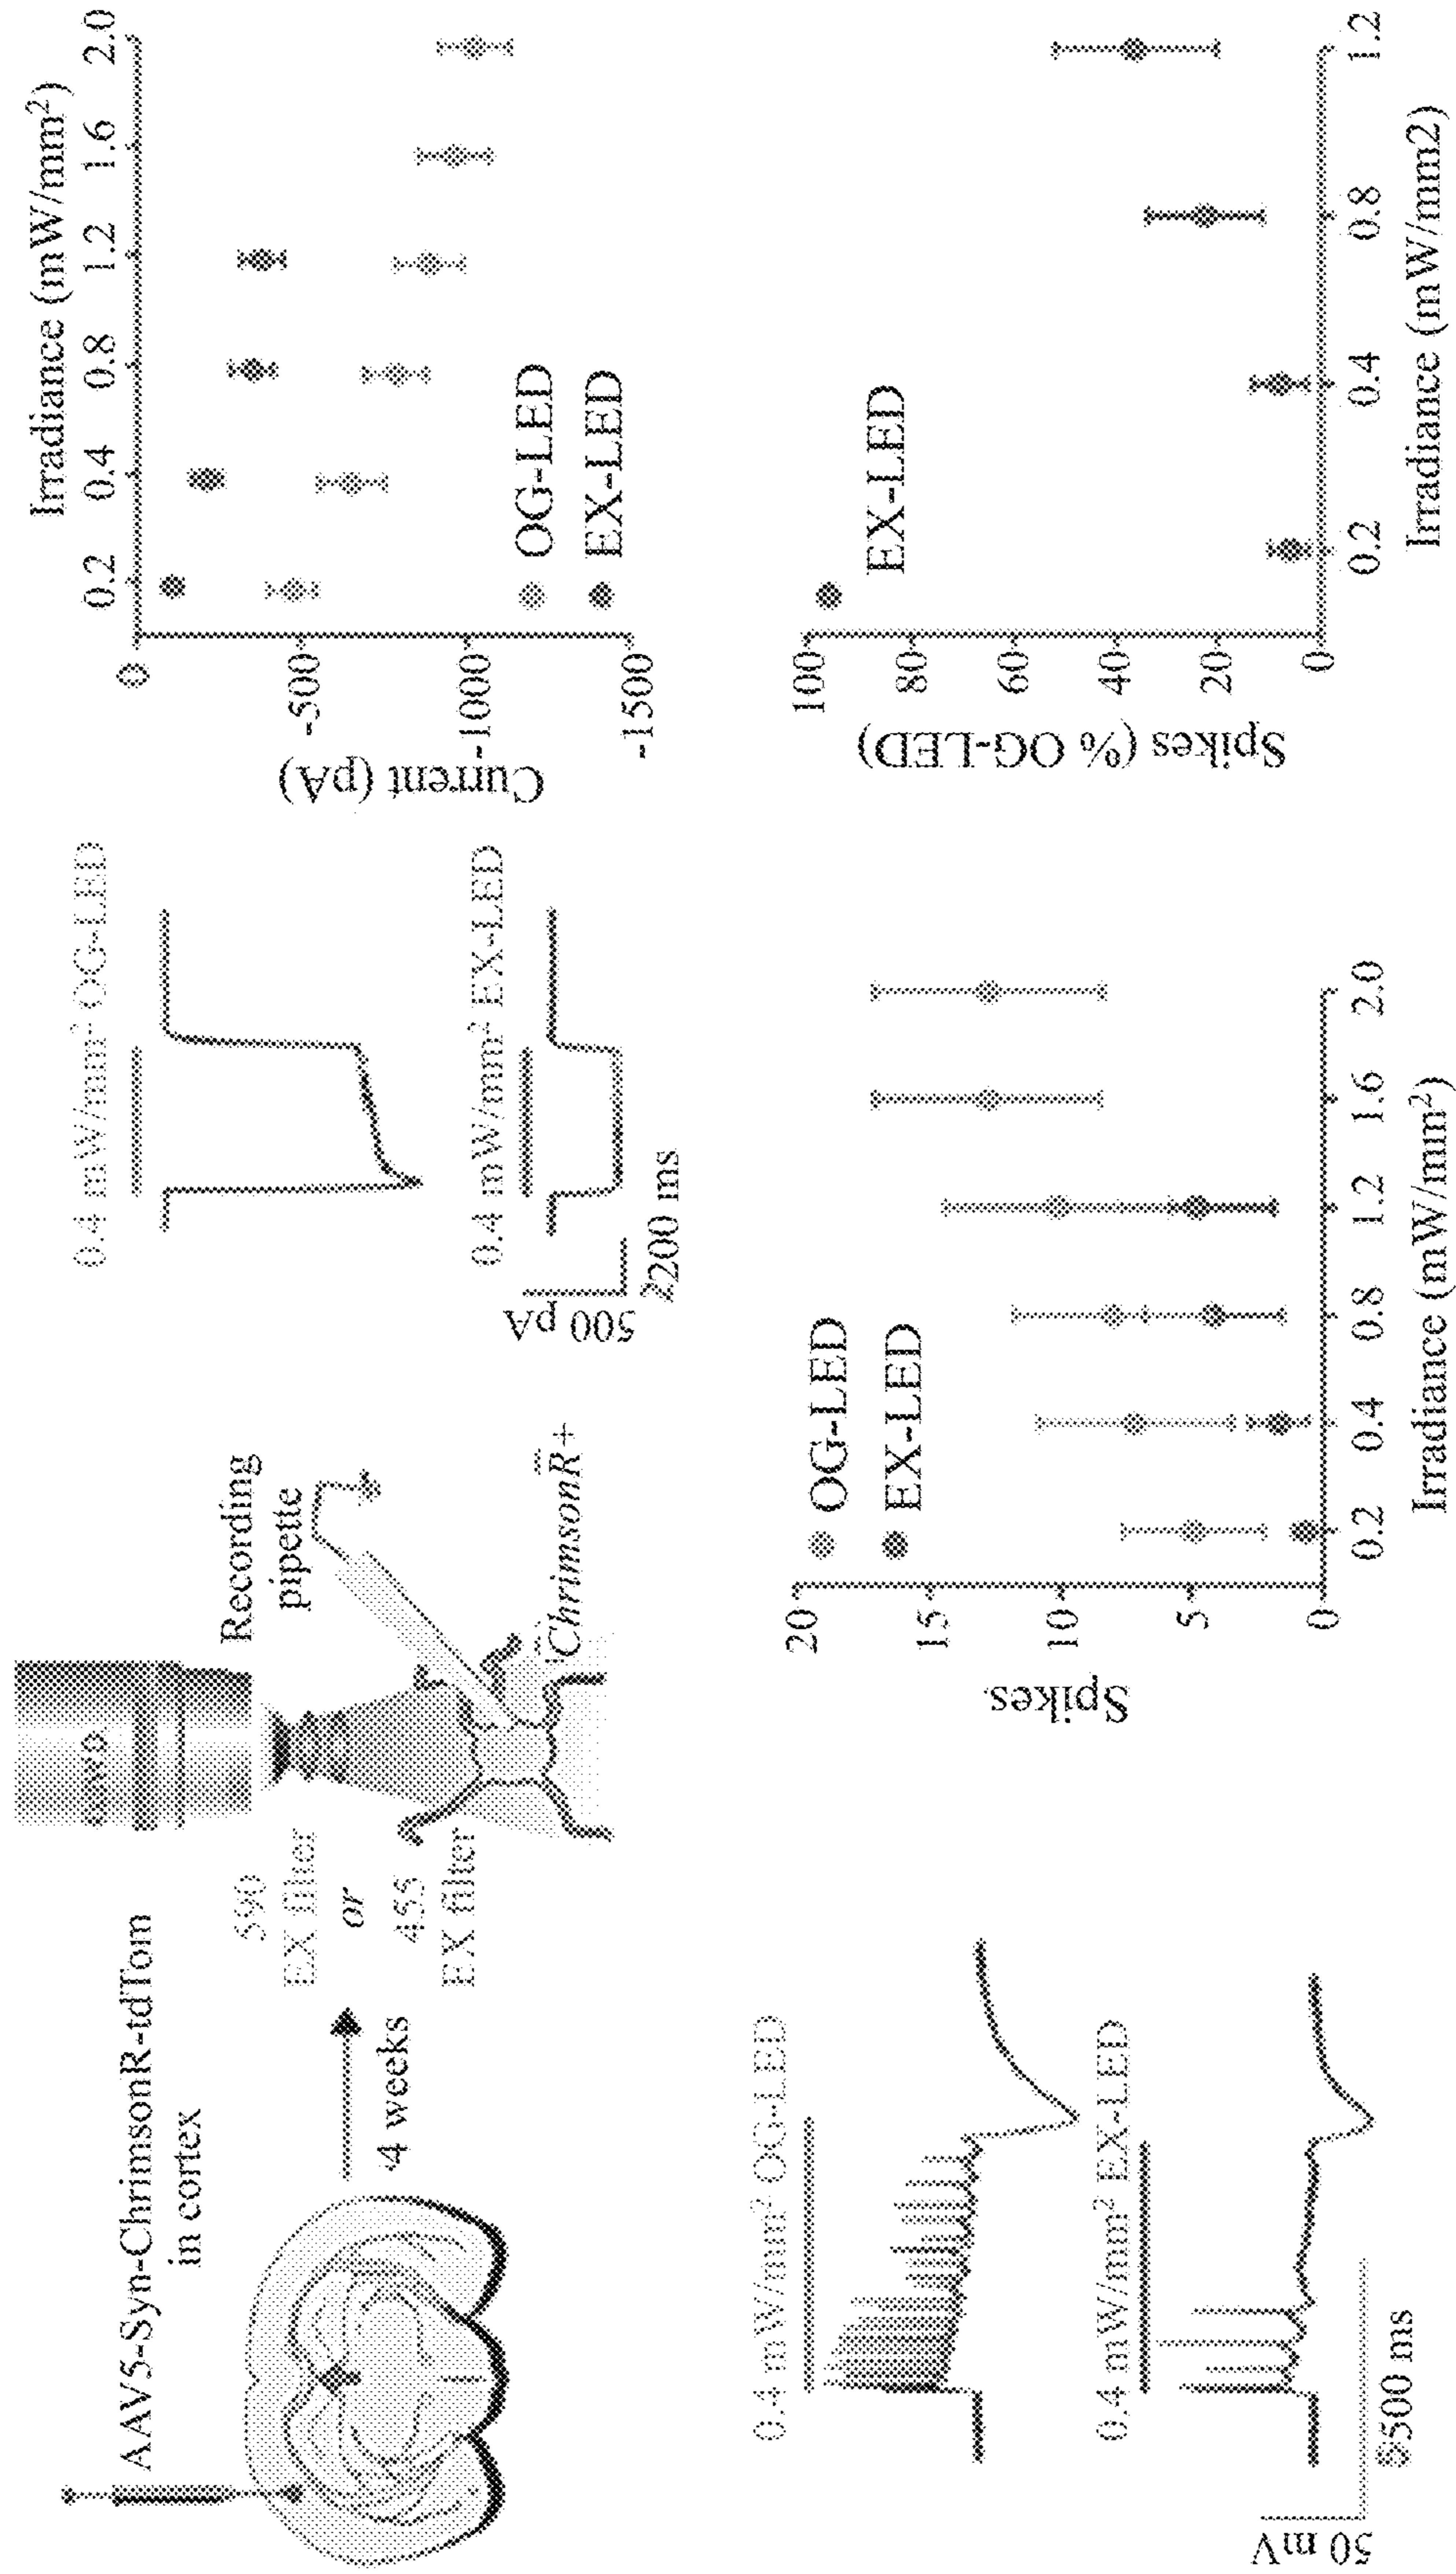 AAV5-Syn-ChrimsonR-tdTom
in cortex
4 weeks
590
EX filter
or
455
EX filter
Recording
pipette
ChrimsonR+
0.4 mW/mm² OG-LED
0.4 mW/mm² EX-LED
500 pA
200 ms
Irradiance (mW/mm²)
0.2 0.4 0.8 1.2 1.6 2.0
0
-500
-1000
-1500
Current (pA)
OG-LED
EX-LED
0.4 mW/mm² OG-LED
0.4 mW/mm² EX-LED
50 mV
500 ms
20
15
10
5
0
Spikes
OG-LED
EX-LED
0.2 0.4 0.8 1.2 1.6 2.0
Irradiance (mW/mm²)
100
80
60
40
20
0
Spikes (% OG-LED)
EX-LED
0.2 0.4 0.8 1.2
Irradiance (mW/mm2)